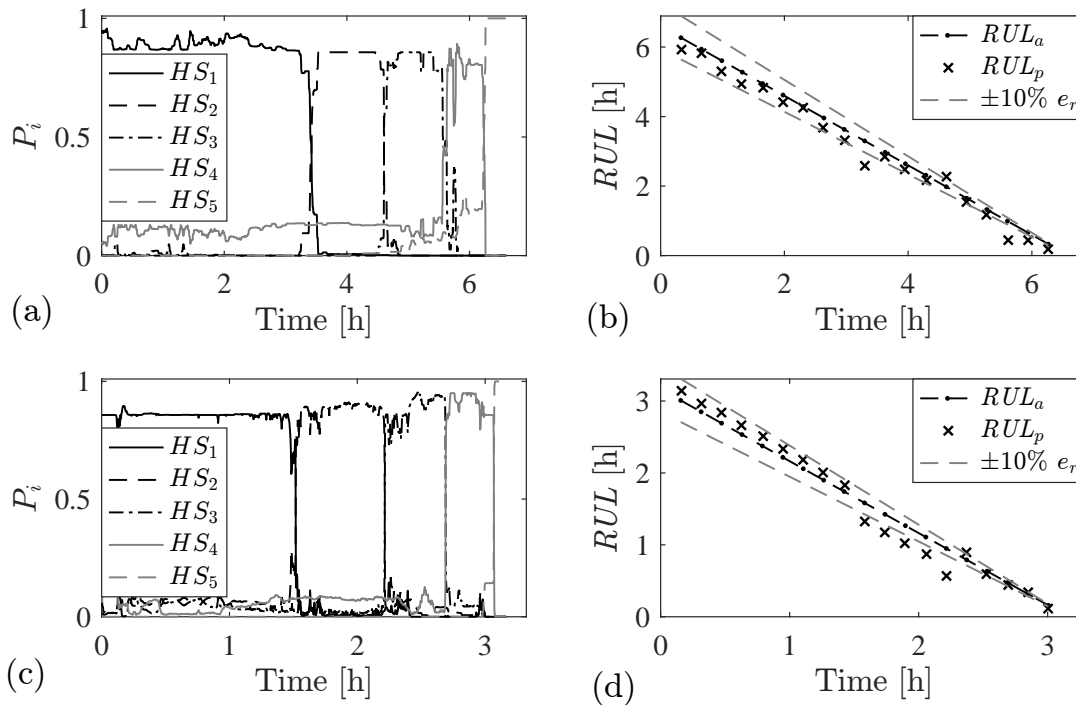 1
0.5
0
P_i
HS_1
HS_2
HS_3
HS_4
HS_5
0 2 4 6
Time [h]
(a)
6
4
2
0
RUL [h]
RUL_a
RUL_p
±10% e_r
0 2 4 6
Time [h]
(b)
1
0.5
0
P_i
HS_1
HS_2
HS_3
HS_4
HS_5
0 1 2 3
Time [h]
(c)
3
2
1
0
RUL [h]
RUL_a
RUL_p
±10% e_r
0 1 2 3
Time [h]
(d)